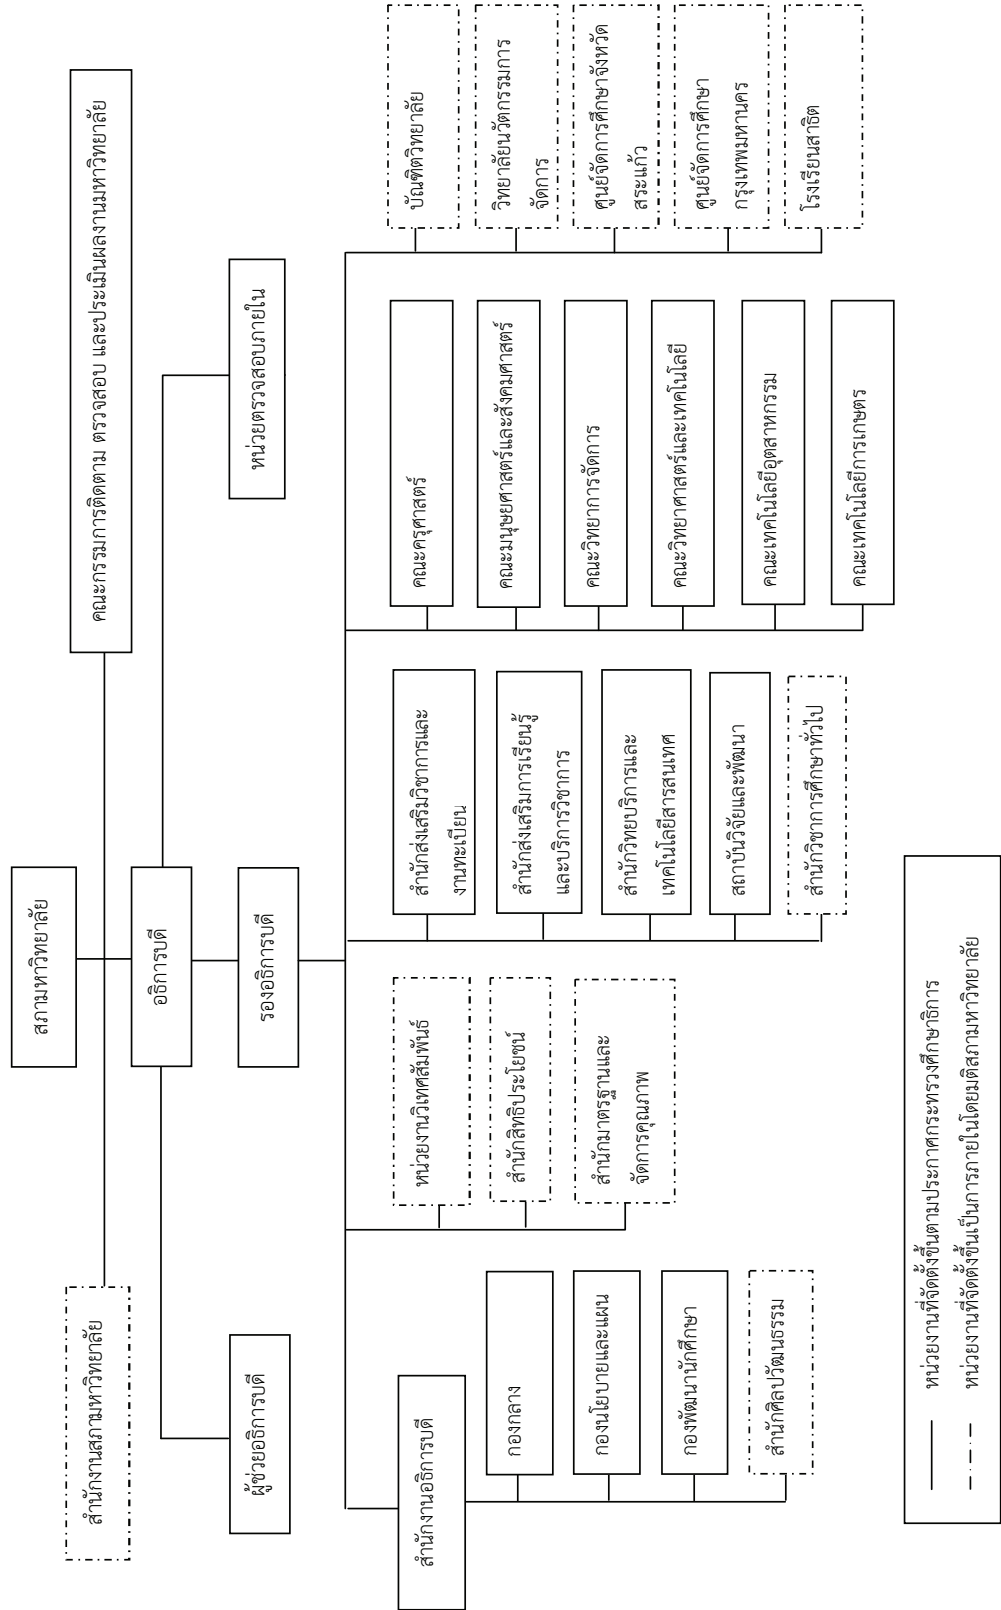 สภามหาวิทยาลัย
สำนักงานสภามหาวิทยาลัย
คณะกรรมการติดตาม ตรวจสอบ และประเมินผลงานมหาวิทยาลัย
อธิการบดี
ผู้ช่วยอธิการบดี
รองอธิการบดี
หน่วยตรวจสอบภายใน
สำนักงานอธิการบดี
กองกลาง
กองนโยบายและแผน
กองพัฒนานักศึกษา
สำนักศิลปวัฒนธรรม
หน่วยงานวิเทศสัมพันธ์
สำนักสิทธิประโยชน์
สำนักมาตรฐานและ
จัดการคุณภาพ
สำนักส่งเสริมวิชาการและ
งานทะเบียน
สำนักส่งเสริมการเรียนรู้
และบริการวิชาการ
สำนักวิทยบริการและ
เทคโนโลยีสารสนเทศ
สถาบันวิจัยและพัฒนา
สำนักวิชาการศึกษาทั่วไป
คณะครุศาสตร์
คณะมนุษยศาสตร์และสังคมศาสตร์
คณะวิทยาการจัดการ
คณะวิทยาศาสตร์และเทคโนโลยี
คณะเทคโนโลยีอุตสาหกรรม
คณะเทคโนโลยีการเกษตร
บัณฑิตวิทยาลัย
วิทยาลัยนวัตกรรมการ
จัดการ
ศูนย์จัดการศึกษาจังหวัด
สระแก้ว
ศูนย์จัดการศึกษา
กรุงเทพมหานคร
โรงเรียนสาธิต
หน่วยงานที่จัดตั้งขึ้นตามประกาศกระทรวงศึกษาธิการ
หน่วยงานที่จัดตั้งขึ้นเป็นการภายในโดยมติสภามหาวิทยาลัย